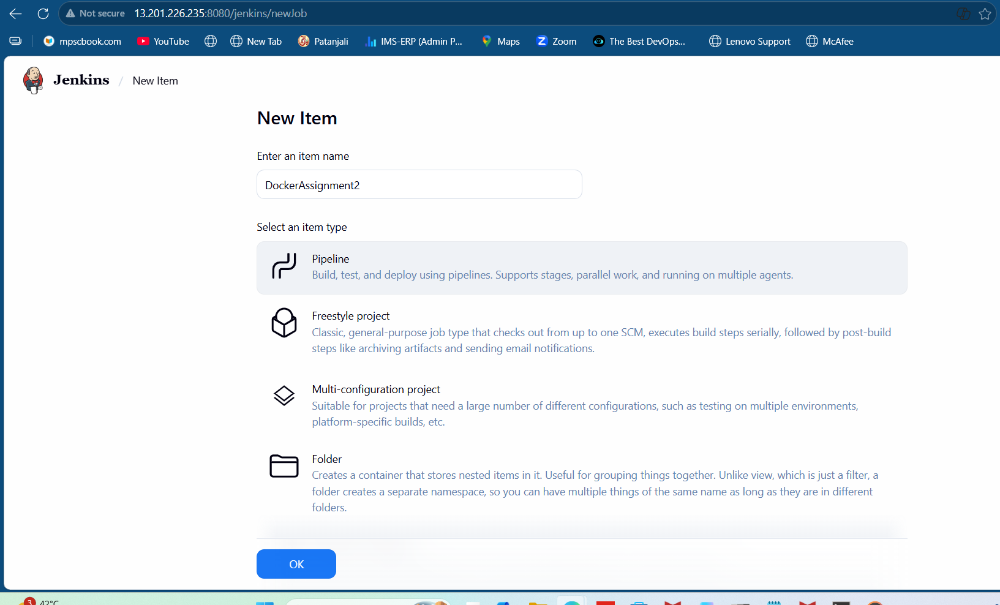 Not secure 13.201.226.235:8080/jenkins/newJob
mpscbook.com YouTube New Tab Patanjali IMS-ERP (Admin P... Maps Zoom The Best DevOps... Lenovo Support McAfee
Jenkins / New Item
New Item
Enter an item name
DockerAssignment2
Select an item type
Pipeline
Build, test, and deploy using pipelines. Supports stages, parallel work, and running on multiple agents.
Freestyle project
Classic, general-purpose job type that checks out from up to one SCM, executes build steps serially, followed by post-build
steps like archiving artifacts and sending email notifications.
Multi-configuration project
Suitable for projects that need a large number of different configurations, such as testing on multiple environments,
platform-specific builds, etc.
Folder
Creates a container that stores nested items in it. Useful for grouping things together. Unlike view, which is just a filter, a
folder creates a separate namespace, so you can have multiple things of the same name as long as they are in different
folders.
OK
3 42°C